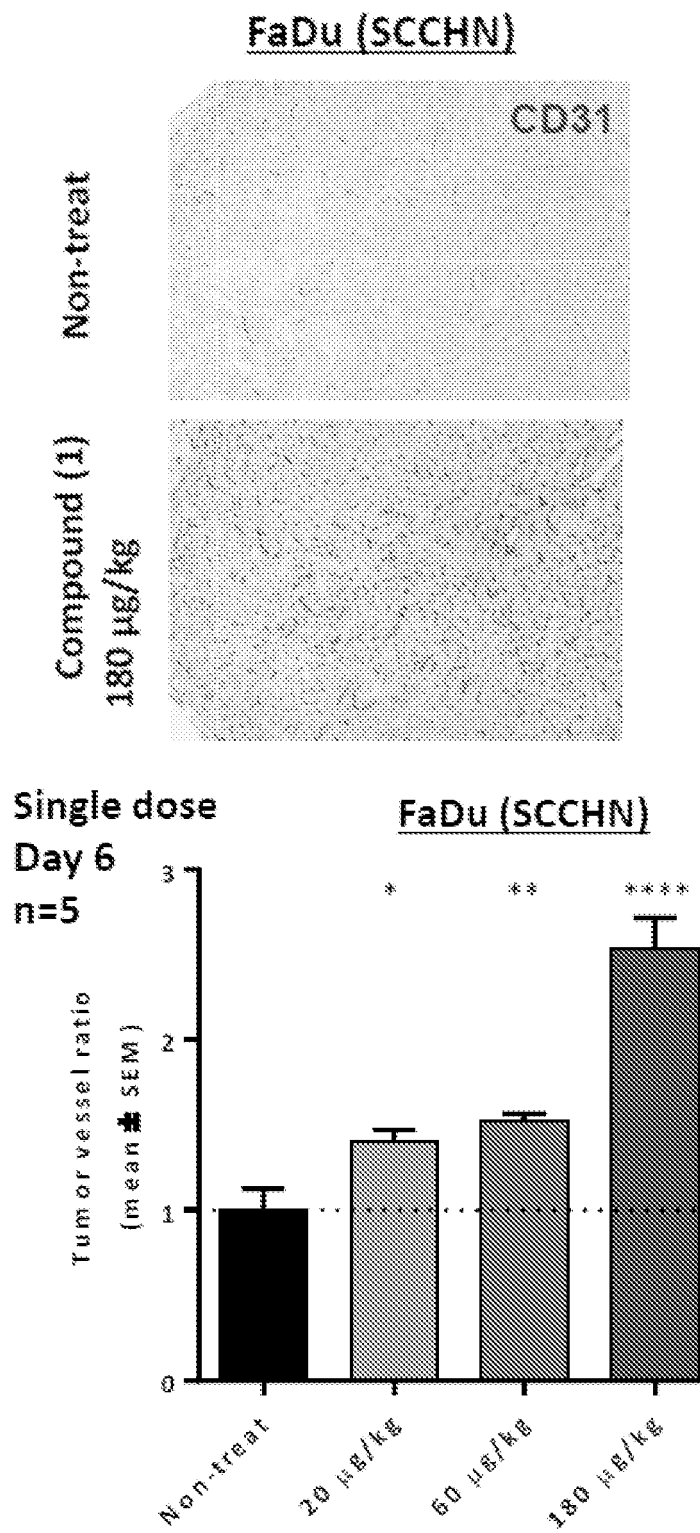 FaDu (SCCHN)
CD31
Non-treat
Compound (1)
180 µg/kg
Single dose
Day 6
n=5
FaDu (SCCHN)
3
2
1
0
Tumor vessel ratio
(mean ± SEM)
*
**
****
Non-treat
20 µg/kg
60 µg/kg
180 µg/kg